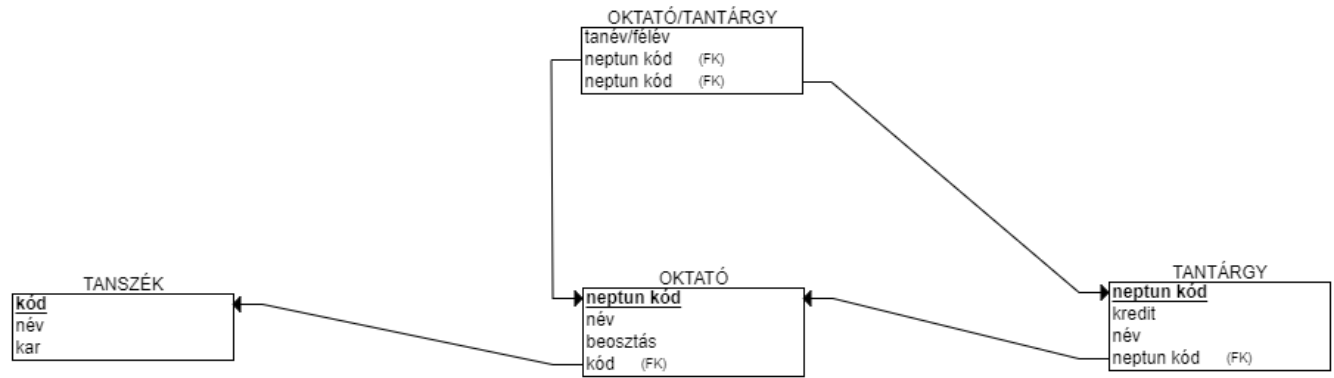 OKTATÓ/TANTÁRGY
tanév/félév
neptun kód (FK)
neptun kód (FK)
TANSZÉK
kód
név
kar
OKTATÓ
neptun kód
név
beosztás
kód (FK)
TANTÁRGY
neptun kód
kredit
név
neptun kód (FK)